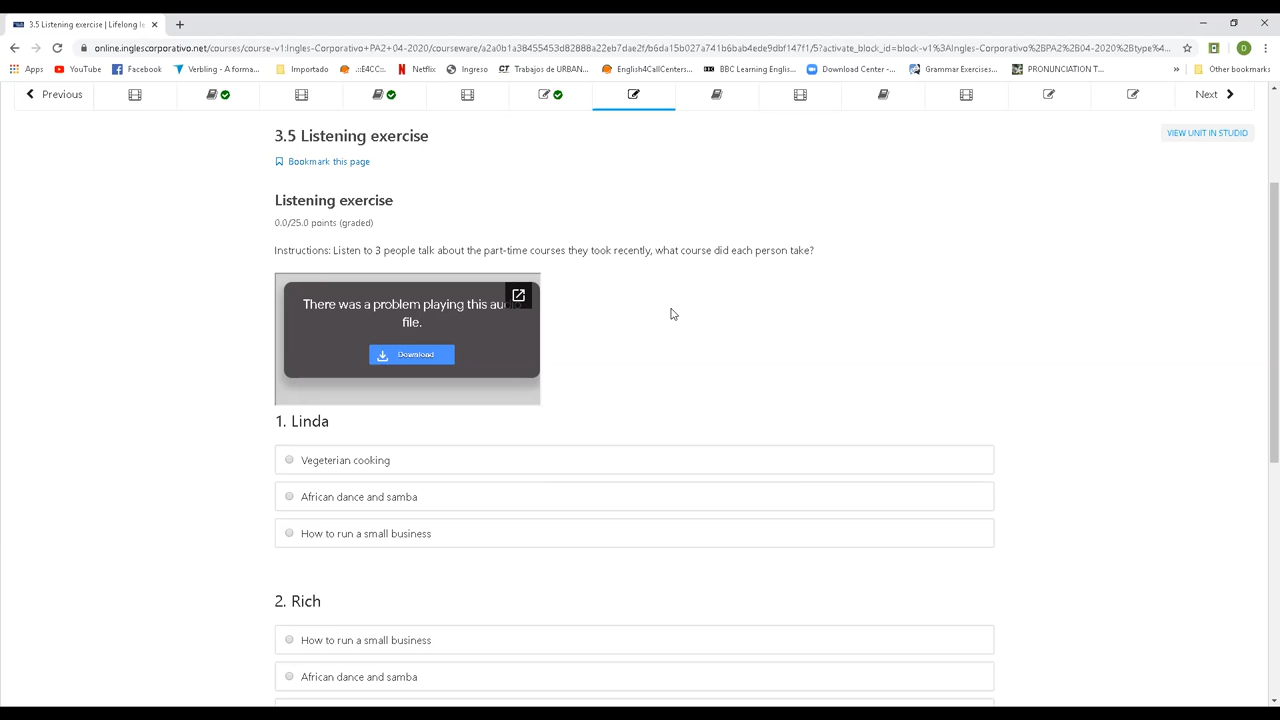 3.5 Listening exercise | Lifelong le
online.inglescorporativo.net/courses/course-v1:Ingles-Corporativo+PA2+04-2020/courseware/a2a0b1a38455453d82888a22eb7dae2f/b6da15b027a741b6bab4ede9dbf147f1/5?activate_block_id=block-v1%3AIngles-Corporativo%2BPA2%2B04-2020%2Btype%4...
D
Apps YouTube Facebook Verbling - A forma... Importado .::E4CC::. Netflix Ingreso Trabajos de URBAN... English4CallCenters... BBC Learning Englis... Download Center -... Grammar Exercises... PRONUNCIATION T... » Other bookmarks
Previous Next
3.5 Listening exercise
VIEW UNIT IN STUDIO
Bookmark this page
Listening exercise
0.0/25.0 points (graded)
Instructions: Listen to 3 people talk about the part-time courses they took recently, what course did each person take?
There was a problem playing this audio
file.
Download
1. Linda
Vegeterian cooking
African dance and samba
How to run a small business
2. Rich
How to run a small business
African dance and samba